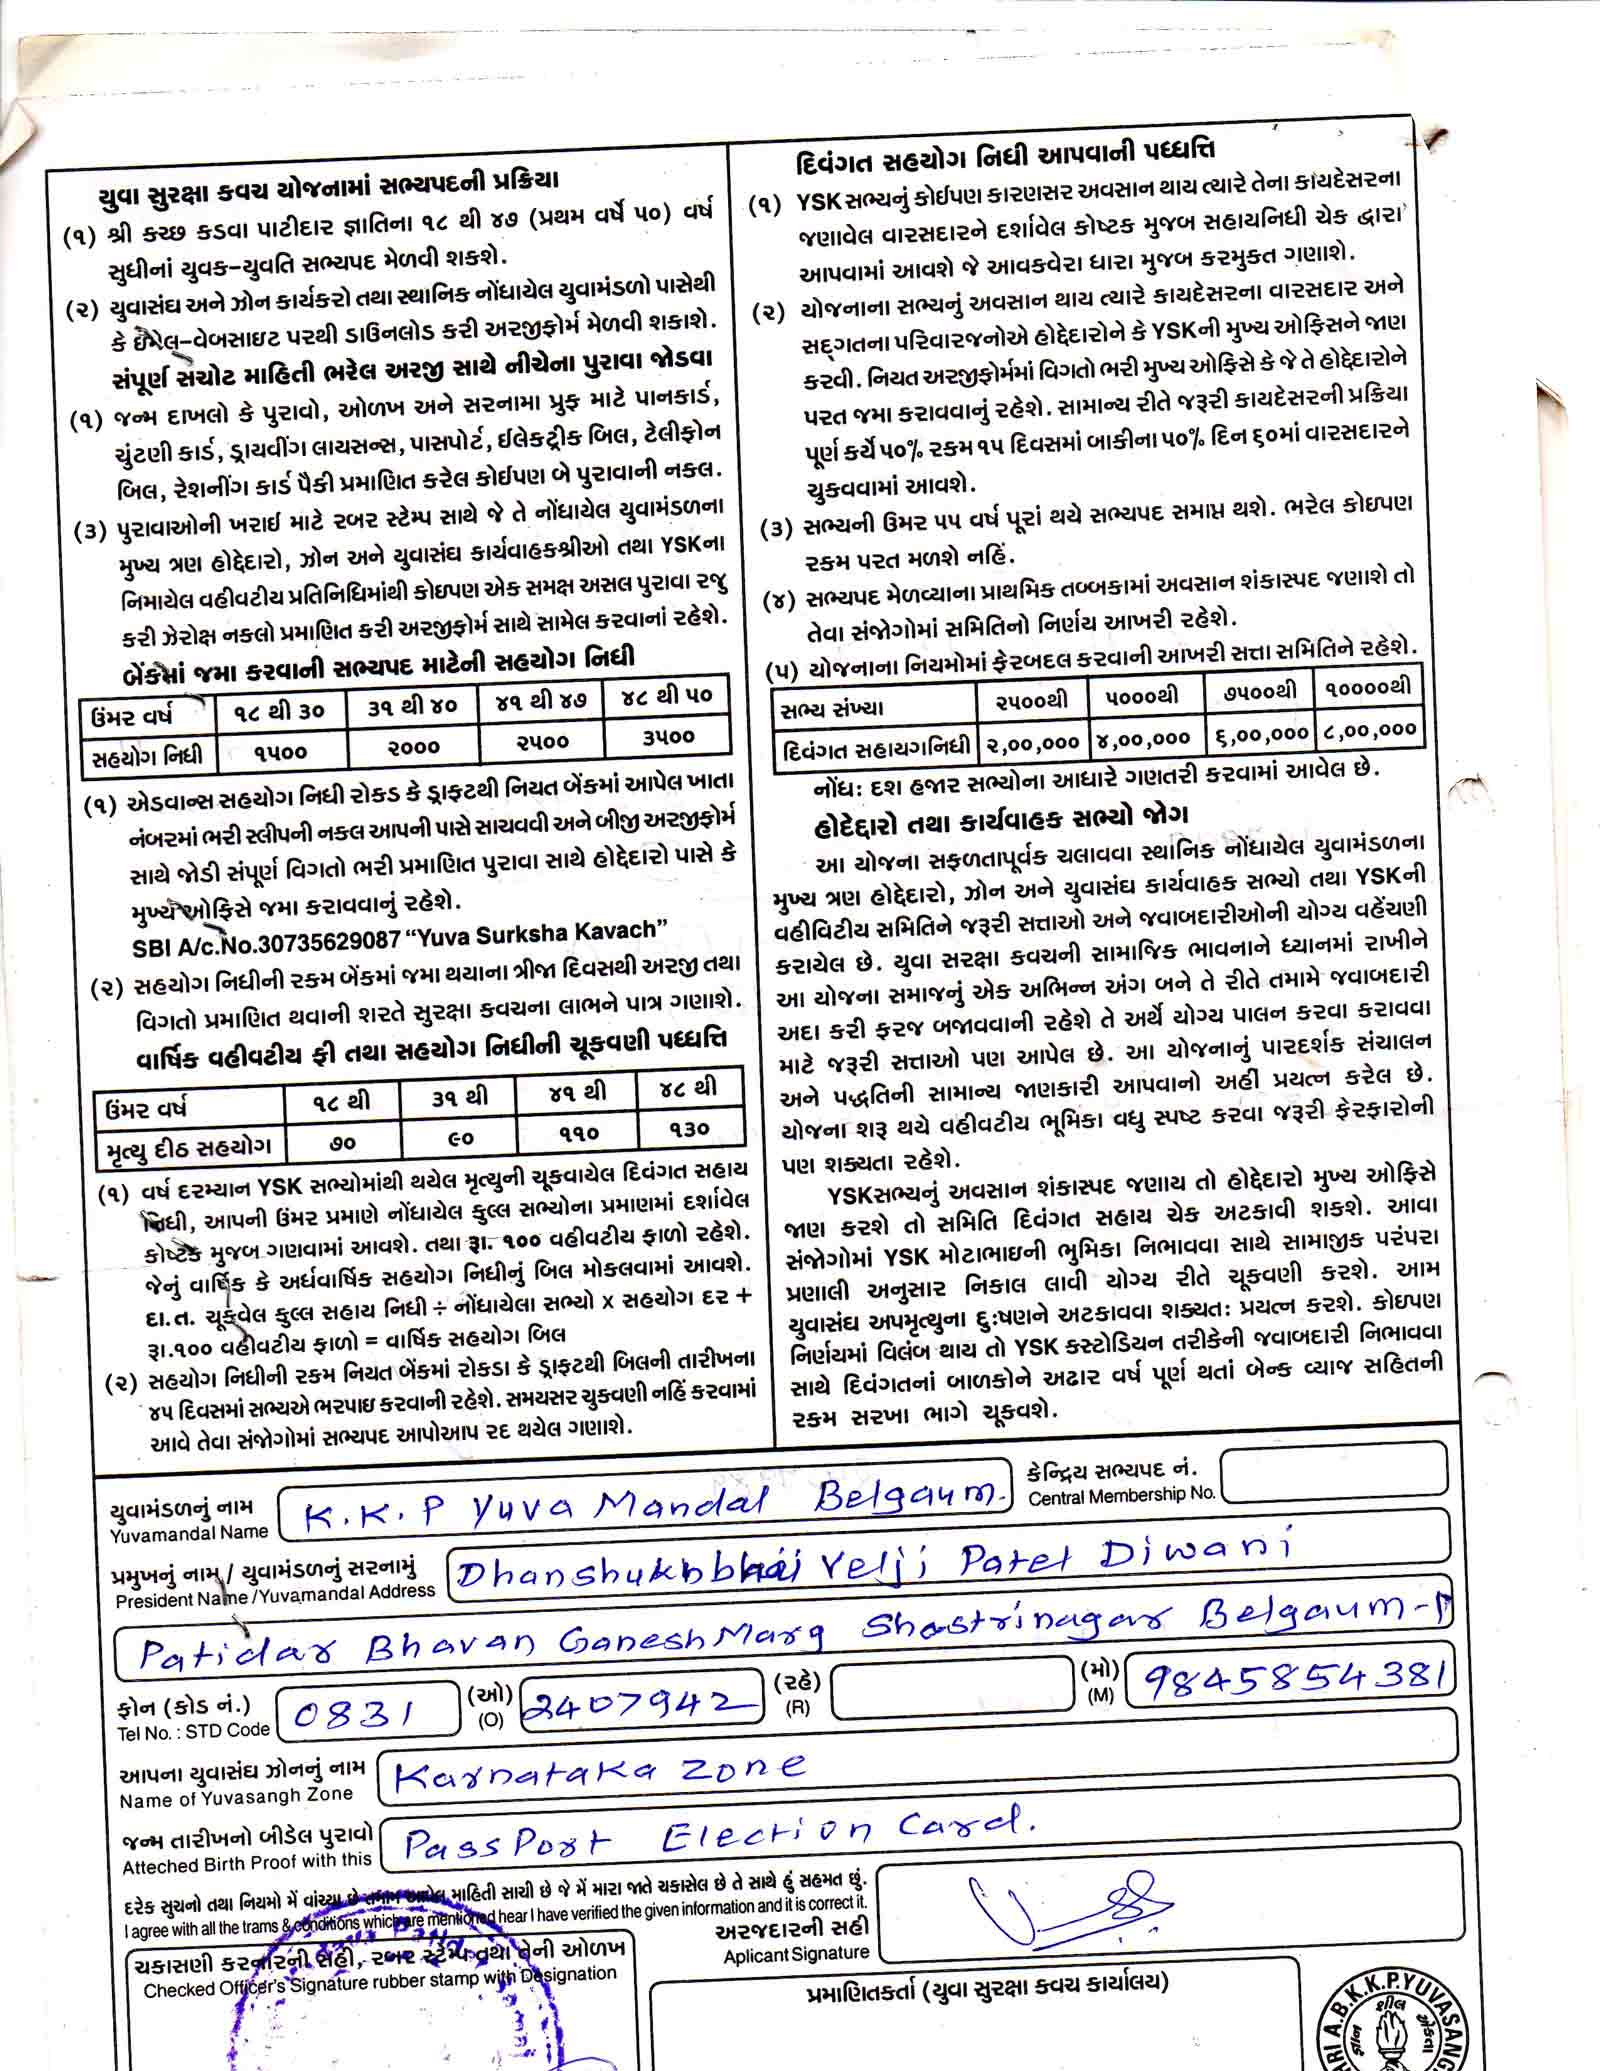 યુવા સુરક્ષા કવચ યોજનામાં સભ્યપદની પ્રક્રિયા
(૧) શ્રી કચ્છ કડવા પાટીદાર જ્ઞાતિના ૧૮ થી ૪૭ (પ્રથમ વર્ષે ૫૦) વર્ષ
સુધીનાં યુવક-યુવતિ સભ્યપદ મેળવી શકશે.
(૨) યુવાસંઘ અને ઝોન કાર્યકરો તથા સ્થાનિક નોંધાયેલ યુવામંડળો પાસેથી
કે ઈમેલ-વેબસાઇટ પરથી ડાઉનલોડ કરી અરજીફોર્મ મેળવી શકાશે.
સંપૂર્ણ સચોટ માહિતી ભરેલ અરજી સાથે નીચેના પુરાવા જોડવા
(૧) જન્મ દાખલો કે પુરાવો, ઓળખ અને સરનામા પ્રુફ માટે પાનકાર્ડ,
ચુંટણી કાર્ડ, ડ્રાયવીંગ લાયસન્સ, પાસપોર્ટ, ઈલેકટ્રીક બિલ, ટેલીફોન
બિલ, રેશનીંગ કાર્ડ પૈકી પ્રમાણિત કરેલ કોઈપણ બે પુરાવાની નકલ.
(૩) પુરાવાઓની ખરાઈ માટે રબર સ્ટેમ્પ સાથે જે તે નોંધાયેલ યુવામંડળના
મુખ્ય ત્રણ હોદ્દેદારો, ઝોન અને યુવાસંઘ કાર્યવાહકશ્રીઓ તથા YSKના
નિમાયેલ વહીવટીય પ્રતિનિધિમાંથી કોઇપણ એક સમક્ષ અસલ પુરાવા રજુ
કરી ઝેરોક્ષ નકલો પ્રમાણિત કરી અરજીફોર્મ સાથે સામેલ કરવાનાં રહેશે.
બેંકમાં જમા કરવાની સભ્યપદ માટેની સહયોગ નિધી
ઉંમર વર્ષ ૧૮ થી ૩૦ ૩૧ થી ૪૦ ૪૧ થી ૪૭ ૪૮ થી ૫૦
સહયોગ નિધી ૧૫૦૦ ૨૦૦૦ ૨૫૦૦ ૩૫૦૦
(૧) એડવાન્સ સહયોગ નિધી રોકડ કે ડ્રાફટથી નિયત બેંકમાં આપેલ ખાતા
નંબરમાં ભરી સ્લીપની નકલ આપની પાસે સાચવવી અને બીજી અરજીફોર્મ
સાથે જોડી સંપૂર્ણ વિગતો ભરી પ્રમાણિત પુરાવા સાથે હોદ્દેદારો પાસે કે
મુખ્ય ઓફિસે જમા કરાવવાનું રહેશે.
SBI A/c.No.30735629087 "Yuva Surksha Kavach"
(૨) સહયોગ નિધીની રકમ બેંકમાં જમા થયાના ત્રીજા દિવસથી અરજી તથા
વિગતો પ્રમાણિત થવાની શરતે સુરક્ષા કવચના લાભને પાત્ર ગણાશે.
વાર્ષિક વહીવટીય ફી તથા સહયોગ નિધીની ચૂકવણી પધ્ધતિ
ઉંમર વર્ષ ૧૮ થી ૩૧ થી ૪૧ થી ૪૮ થી
મૃત્યુ દીઠ સહયોગ ૭૦ ૯૦ ૧૧૦ ૧૩૦
(૧) વર્ષ દરમ્યાન YSK સભ્યોમાંથી થયેલ મૃત્યુની ચૂકવાયેલ દિવંગત સહાય
નિધી, આપની ઉંમર પ્રમાણે નોંધાયેલ કુલ્લ સભ્યોના પ્રમાણમાં દર્શાવેલ
કોષ્ટક મુજબ ગણવામાં આવશે. તથા રૂા. ૧૦૦ વહીવટીય ફાળો રહેશે.
જેનું વાર્ષિક કે અર્ધવાર્ષિક સહયોગ નિધીનું બિલ મોકલવામાં આવશે.
દા.ત. ચૂકવેલ કુલ્લ સહાય નિધી ÷ નોંધાયેલા સભ્યો x સહયોગ દર +
રૂા.૧૦૦ વહીવટીય ફાળો = વાર્ષિક સહયોગ બિલ
(૨) સહયોગ નિધીની રકમ નિયત બેંકમાં રોકડા કે ડ્રાફટથી બિલની તારીખના
૪૫ દિવસમાં સભ્યએ ભરપાઇ કરવાની રહેશે. સમયસર ચુકવણી નહિં કરવામાં
આવે તેવા સંજોગોમાં સભ્યપદ આપોઆપ રદ થયેલ ગણાશે.
દિવંગત સહયોગ નિધી આપવાની પધ્ધતિ
(૧) YSK સભ્યનું કોઈપણ કારણસર અવસાન થાય ત્યારે તેના કાયદેસરના
જણાવેલ વારસદારને દર્શાવેલ કોષ્ટક મુજબ સહાયનિધી ચેક દ્વારા
આપવામાં આવશે જે આવકવેરા ધારા મુજબ કરમુક્ત ગણાશે.
(૨) યોજનાના સભ્યનું અવસાન થાય ત્યારે કાયદેસરના વારસદાર અને
સદ્ગતના પરિવારજનોએ હોદ્દેદારોને કે YSKની મુખ્ય ઓફિસને જાણ
કરવી. નિયત અરજીફોર્મમાં વિગતો ભરી મુખ્ય ઓફિસે કે જે તે હોદ્દેદારોને
પરત જમા કરાવવાનું રહેશે. સામાન્ય રીતે જરૂરી કાયદેસરની પ્રક્રિયા
પૂર્ણ કર્યે ૫૦% રકમ ૧૫ દિવસમાં બાકીના ૫૦% દિન ૬૦માં વારસદારને
ચુકવવામાં આવશે.
(૩) સભ્યની ઉંમર ૫૫ વર્ષ પૂરાં થયે સભ્યપદ સમાપ્ત થશે. ભરેલ કોઇપણ
રકમ પરત મળશે નહિં.
(૪) સભ્યપદ મેળવ્યાના પ્રાથમિક તબ્બકામાં અવસાન શંકાસ્પદ જણાશે તો
તેવા સંજોગોમાં સમિતિનો નિર્ણય આખરી રહેશે.
(૫) યોજનાના નિયમોમાં ફેરબદલ કરવાની આખરી સત્તા સમિતિને રહેશે.
સભ્ય સંખ્યા ૨૫૦૦થી ૫૦૦૦થી ૭૫૦૦થી ૧૦૦૦૦થી
દિવંગત સહાયગનિધી ૨,૦૦,૦૦૦ ૪,૦૦,૦૦૦ ૬,૦૦,૦૦૦ ૮,૦૦,૦૦૦
નોંધઃ દશ હજાર સભ્યોના આધારે ગણતરી કરવામાં આવેલ છે.
હોદેદ્દારો તથા કાર્યવાહક સભ્યો જોગ
આ યોજના સફળતાપૂર્વક ચલાવવા સ્થાનિક નોંધાયેલ યુવામંડળના
મુખ્ય ત્રણ હોદ્દેદારો, ઝોન અને યુવાસંઘ કાર્યવાહક સભ્યો તથા YSKની
વહીવિટીય સમિતિને જરૂરી સત્તાઓ અને જવાબદારીઓની યોગ્ય વહેંચણી
કરાયેલ છે. યુવા સરક્ષા કવચની સામાજિક ભાવનાને ધ્યાનમાં રાખીને
આ યોજના સમાજનું એક અભિન્ન અંગ બને તે રીતે તમામે જવાબદારી
અદા કરી ફરજ બજાવવાની રહેશે તે અર્થે યોગ્ય પાલન કરવા કરાવવા
માટે જરૂરી સત્તાઓ પણ આપેલ છે. આ યોજનાનું પારદર્શક સંચાલન
અને પદ્ધતિની સામાન્ય જાણકારી આપવાનો અહીં પ્રયત્ન કરેલ છે.
યોજના શરૂ થયે વહીવટીય ભૂમિકા વધુ સ્પષ્ટ કરવા જરૂરી ફેરફારોની
પણ શક્યતા રહેશે.
YSKસભ્યનું અવસાન શંકાસ્પદ જણાય તો હોદ્દેદારો મુખ્ય ઓફિસે
જાણ કરશે તો સમિતિ દિવંગત સહાય ચેક અટકાવી શકશે. આવા
સંજોગોમાં YSK મોટાભાઇની ભુમિકા નિભાવવા સાથે સામાજીક પરંપરા
પ્રણાલી અનુસાર નિકાલ લાવી યોગ્ય રીતે ચૂકવણી કરશે. આમ
યુવાસંઘ અપમૃત્યુના દુઃષણને અટકાવવા શક્યતઃ પ્રયત્ન કરશે. કોઇપણ
નિર્ણયમાં વિલંબ થાય તો YSK કસ્ટોડિયન તરીકેની જવાબદારી નિભાવવા
સાથે દિવંગતનાં બાળકોને અઢાર વર્ષ પૂર્ણ થતાં બેન્ક વ્યાજ સહિતની
રકમ સરખા ભાગે ચૂકવશે.
યુવામંડળનું નામ K.K.P Yuva Mandal Belgaum.
Yuvamandal Name
કેન્દ્રિય સભ્યપદ નં.
Central Membership No.
પ્રમુખનું નામ / યુવામંડળનું સરનામું Dhanshukhbhai Velji Patel Diwani
President Name /Yuvamandal Address
Patidar Bhavan Ganesh Marg Shastrinagar Belgaum-
ફોન (કોડ નં.) 0831 (ઓ) 2407942 (રહે) (મો) 9845854381
Tel No. : STD Code (O) (R) (M)
આપના યુવાસંઘ ઝોનનું નામ Karnataka zone
Name of Yuvasangh Zone
જન્મ તારીખનો બીડેલ પુરાવો PassPort Election Card.
Atteched Birth Proof with this
દરેક સુચનો તથા નિયમો મેં વાંચ્યા છે તમામ આપેલ માહિતી સાચી છે જે મેં મારા જાતે ચકાસેલ છે તે સાથે હું સહમત છું.
I agree with all the trams & conditions which are mentioned hear I have verified the given information and it is correct it.
અરજદારની સહી
Aplicant Signature
ચકાસણી કરનારની સહી, રબર સ્ટેમ્પ તથા તેની ઓળખ
Checked Officer's Signature rubber stamp with Designation
પ્રમાણિતકર્તા (યુવા સુરક્ષા કવચ કાર્યાલય)
A.B.K.K.P.YUVASANG
શીલ